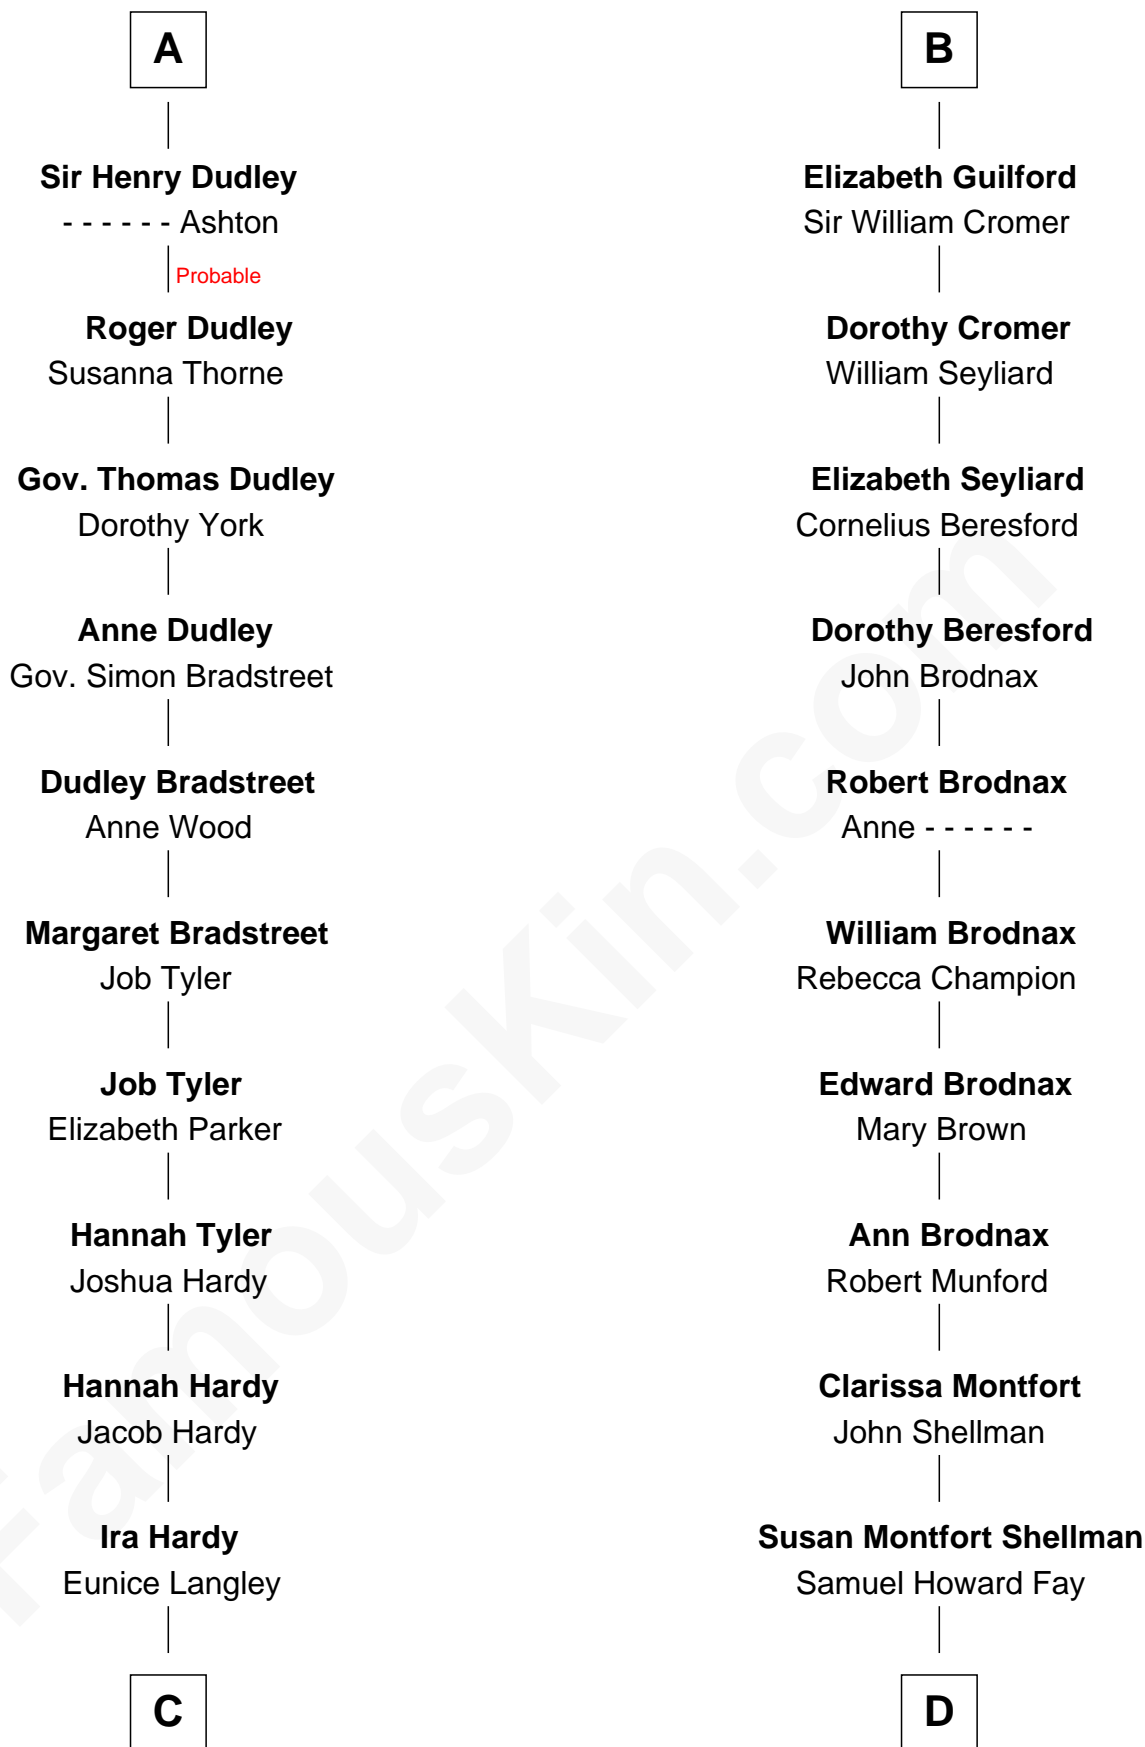 A
Sir Henry Dudley
- - - - - - Ashton
Probable
Roger Dudley
Susanna Thorne
Gov. Thomas Dudley
Dorothy York
Anne Dudley
Gov. Simon Bradstreet
Dudley Bradstreet
Anne Wood
Margaret Bradstreet
Job Tyler
Job Tyler
Elizabeth Parker
Hannah Tyler
Joshua Hardy
Hannah Hardy
Jacob Hardy
Ira Hardy
Eunice Langley
C
B
Elizabeth Guilford
Sir William Cromer
Dorothy Cromer
William Seyliard
Elizabeth Seyliard
Cornelius Beresford
Dorothy Beresford
John Brodnax
Robert Brodnax
Anne - - - - - -
William Brodnax
Rebecca Champion
Edward Brodnax
Mary Brown
Ann Brodnax
Robert Munford
Clarissa Montfort
John Shellman
Susan Montfort Shellman
Samuel Howard Fay
D
FamousKin.com